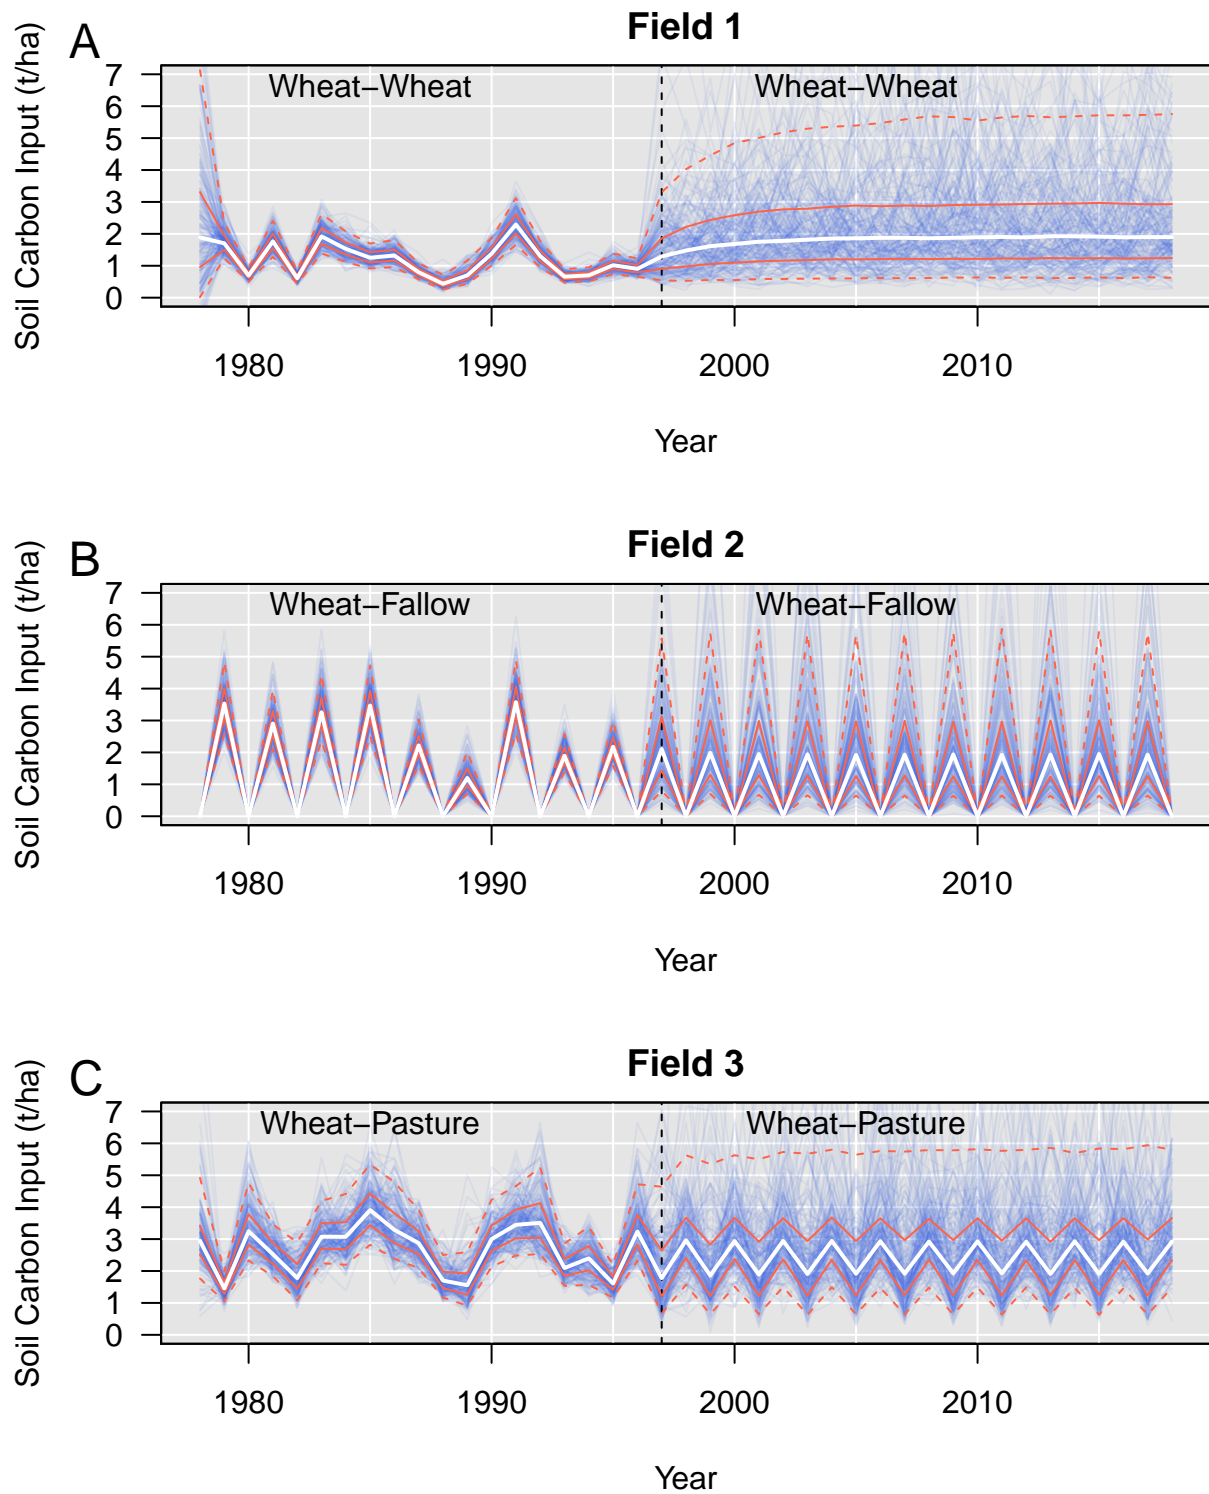 A
Field 1
Soil Carbon Input (t/ha)
Wheat−Wheat
Wheat−Wheat
7
6
5
4
3
2
1
0
1980
1990
2000
2010
Year
B
Field 2
Soil Carbon Input (t/ha)
Wheat−Fallow
Wheat−Fallow
7
6
5
4
3
2
1
0
1980
1990
2000
2010
Year
C
Field 3
Soil Carbon Input (t/ha)
Wheat−Pasture
Wheat−Pasture
7
6
5
4
3
2
1
0
1980
1990
2000
2010
Year